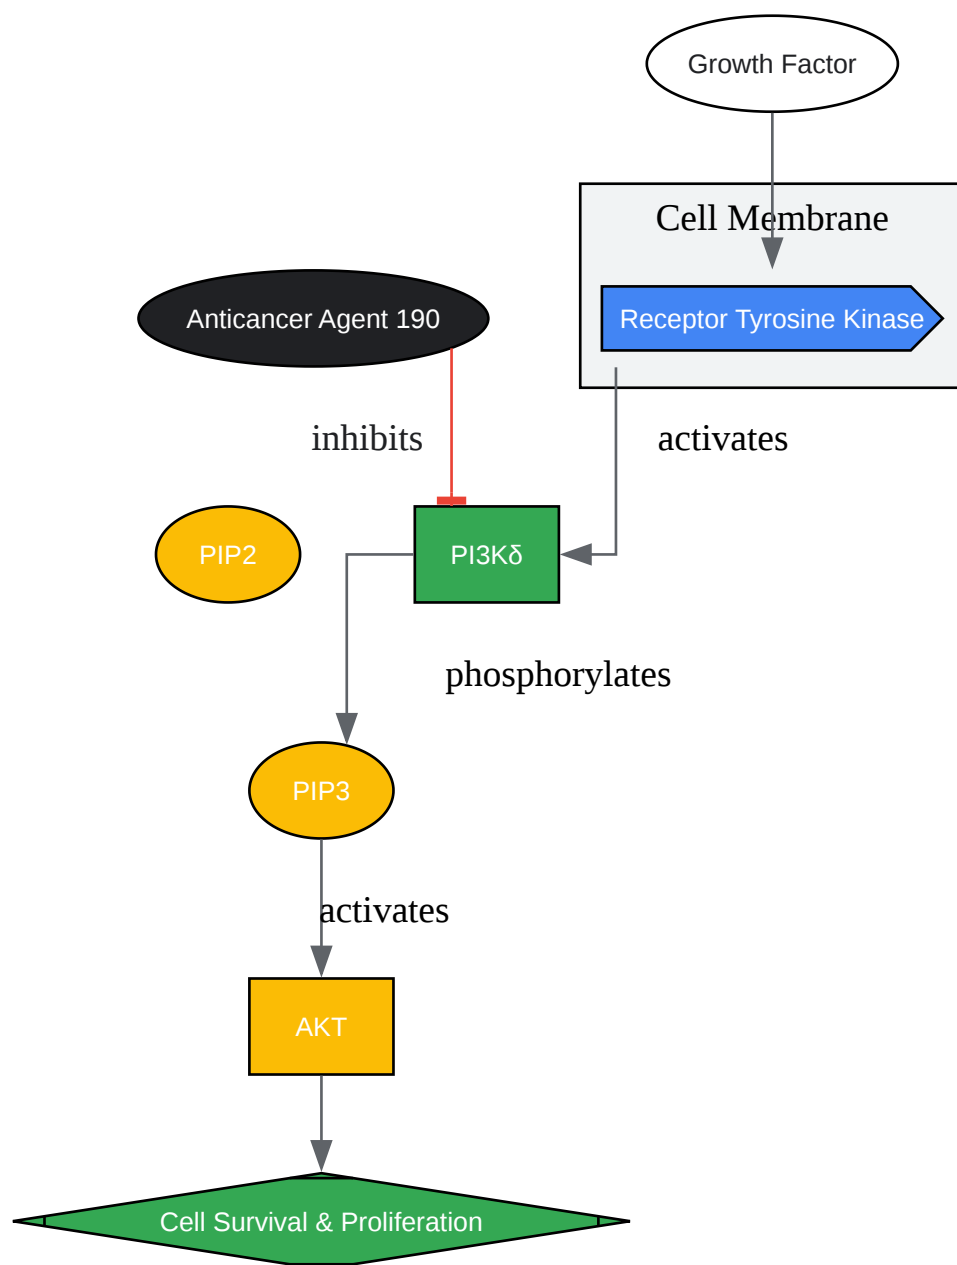 Growth Factor
Cell Membrane
Anticancer Agent 190
Receptor Tyrosine Kinase
inhibits
activates
PIP2
PI3Kδ
phosphorylates
PIP3
activates
AKT
Cell Survival & Proliferation